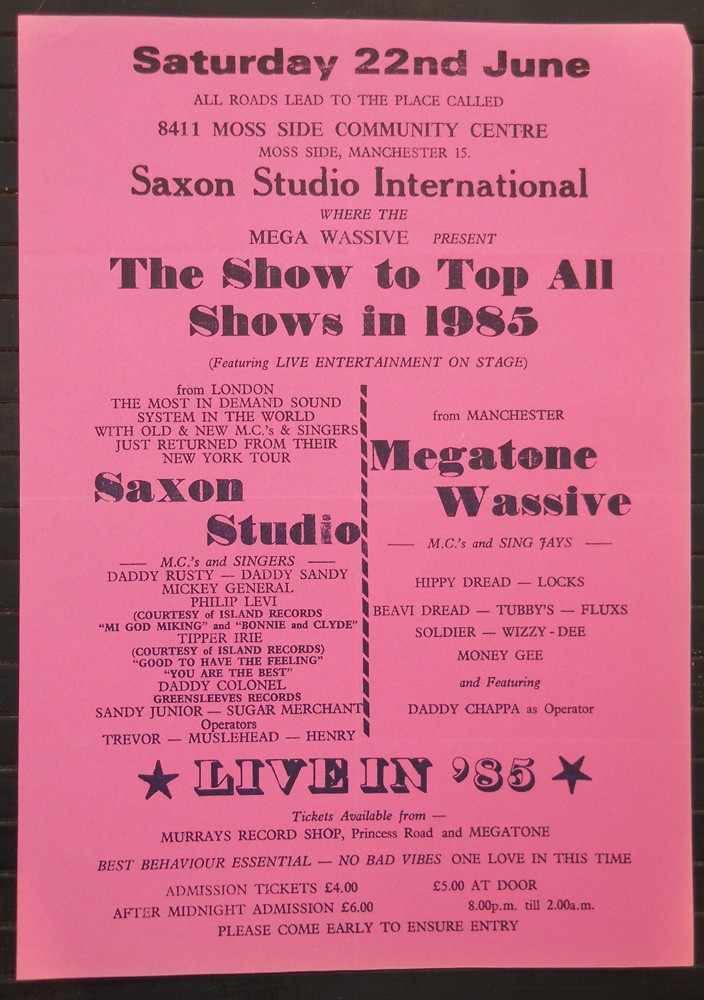 Saturday 22nd June
ALL ROADS LEAD TO THE PLACE CALLED
8411 MOSS SIDE COMMUNITY CENTRE
MOSS SIDE, MANCHESTER 15.
Saxon Studio International
WHERE THE
MEGA WASSIVE PRESENT
The Show to Top All
Shows in 1985
(Featuring LIVE ENTERTAINMENT ON STAGE)
from LONDON
THE MOST IN DEMAND SOUND
SYSTEM IN THE WORLD
WITH OLD & NEW M.C.'s & SINGERS
JUST RETURNED FROM THEIR
NEW YORK TOUR
Saxon
Studio
— M.C.'s and SINGERS —
DADDY RUSTY — DADDY SANDY
MICKEY GENERAL
PHILIP LEVI
(COURTESY of ISLAND RECORDS
"MI GOD MIKING" and "BONNIE and CLYDE"
TIPPER IRIE
(COURTESY of ISLAND RECORDS)
"GOOD TO HAVE THE FEELING"
"YOU ARE THE BEST"
DADDY COLONEL
GREENSLEEVES RECORDS
SANDY JUNIOR — SUGAR MERCHANT
Operators
TREVOR — MUSLEHEAD — HENRY
from MANCHESTER
Megatone
Wassive
— M.C.'s and SING JAYS —
HIPPY DREAD — LOCKS
BEAVI DREAD — TUBBY'S — FLUXS
SOLDIER — WIZZY-DEE
MONEY GEE
and Featuring
DADDY CHAPPA as Operator
★ LIVE IN '85 ★
Tickets Available from —
MURRAYS RECORD SHOP, Princess Road and MEGATONE
BEST BEHAVIOUR ESSENTIAL — NO BAD VIBES ONE LOVE IN THIS TIME
ADMISSION TICKETS £4.00 £5.00 AT DOOR
AFTER MIDNIGHT ADMISSION £6.00 8.00p.m. till 2.00a.m.
PLEASE COME EARLY TO ENSURE ENTRY